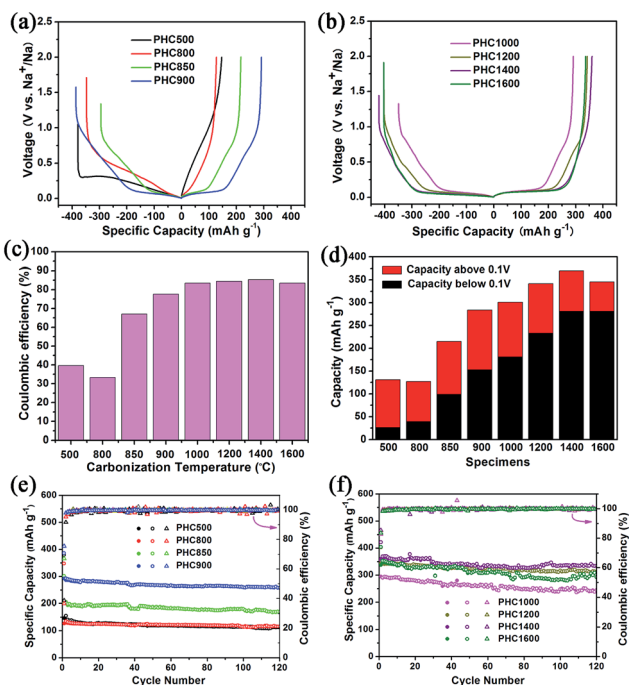 (a)
PHC500
PHC800
PHC850
PHC900
Voltage (V vs. Na+/Na)
2.0
1.5
1.0
0.5
0.0
-400 -300 -200 -100 0 100 200 300 400
Specific Capacity (mAh g-1)
(b)
PHC1000
PHC1200
PHC1400
PHC1600
Voltage (V vs. Na+/Na)
2.0
1.5
1.0
0.5
0.0
-400 -300 -200 -100 0 100 200 300 400
Specific Capacity (mAh g-1)
(c)
Coulombic efficiency (%)
100
90
80
70
60
50
40
30
20
10
0
500 800 850 900 1000 1200 1400 1600
Carbonization Temperature (°C)
(d)
Capacity above 0.1V
Capacity below 0.1V
Capacity (mAh g-1)
400
350
300
250
200
150
100
50
0
500 800 850 900 1000 1200 1400 1600
Specimens
(e)
Specific Capacity (mAh g-1)
600
500
400
300
200
100
0
PHC500
PHC800
PHC850
PHC900
100
80
60
40
20
0
Coulombic efficiency (%)
0 20 40 60 80 100 120
Cycle Number
(f)
Specific Capacity (mAh g-1)
600
500
400
300
200
100
0
PHC1000
PHC1200
PHC1400
PHC1600
100
80
60
40
20
0
Coulombic efficiency (%)
0 20 40 60 80 100 120
Cycle Number